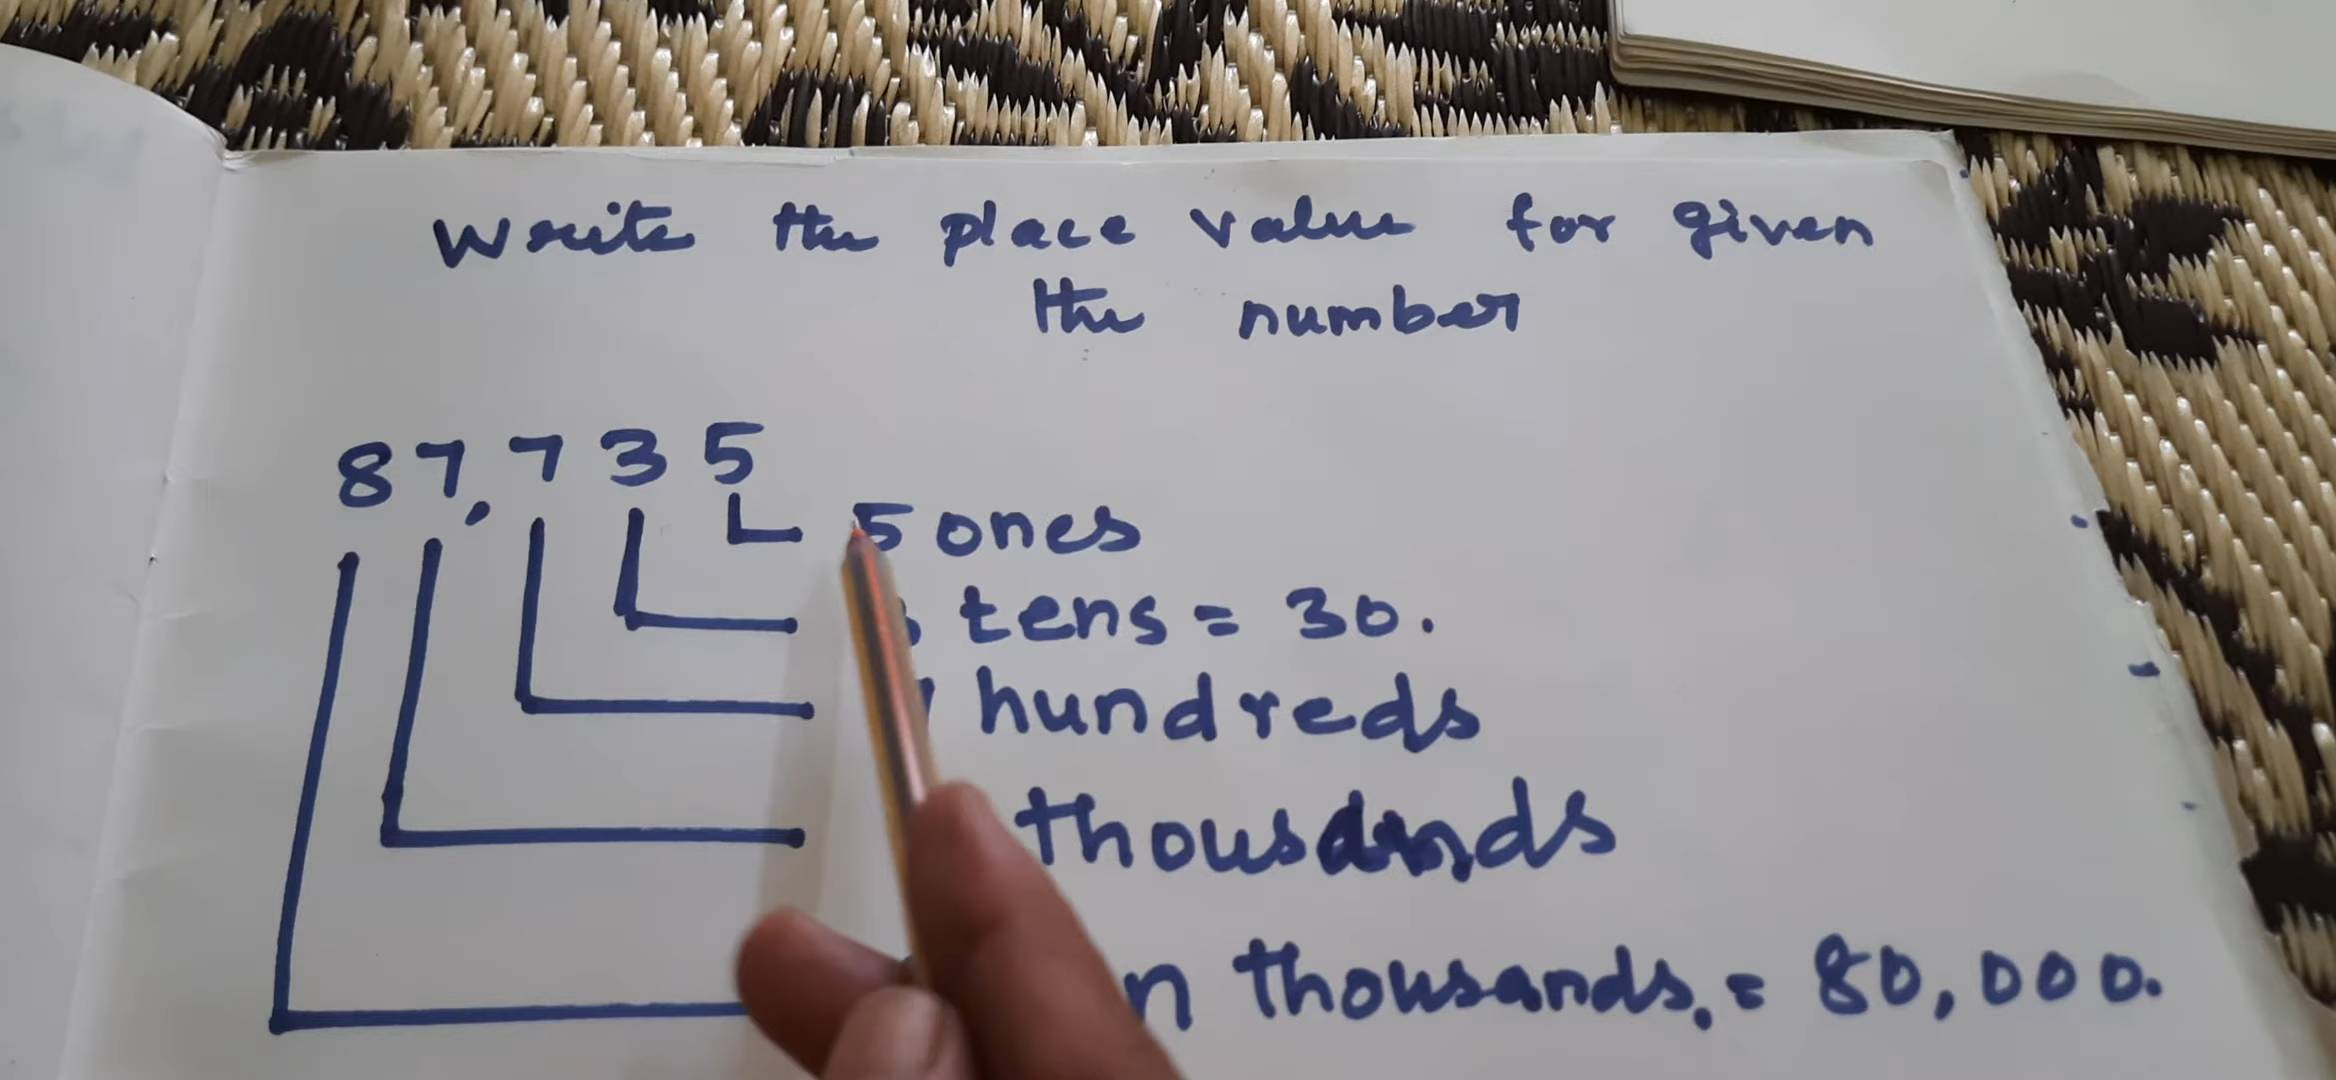 Write the place value for given
the number
87,735
5 ones
tens = 30.
hundreds
thousands
thousands, = 80,000.